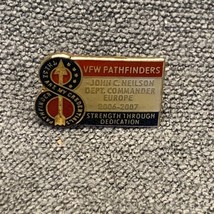 VFW PATHFINDERS
JOHN C. NEILSON
DEPT. COMMANDER
EUROPE
2006-2007
STRENGTH THROUGH
DEDICATION